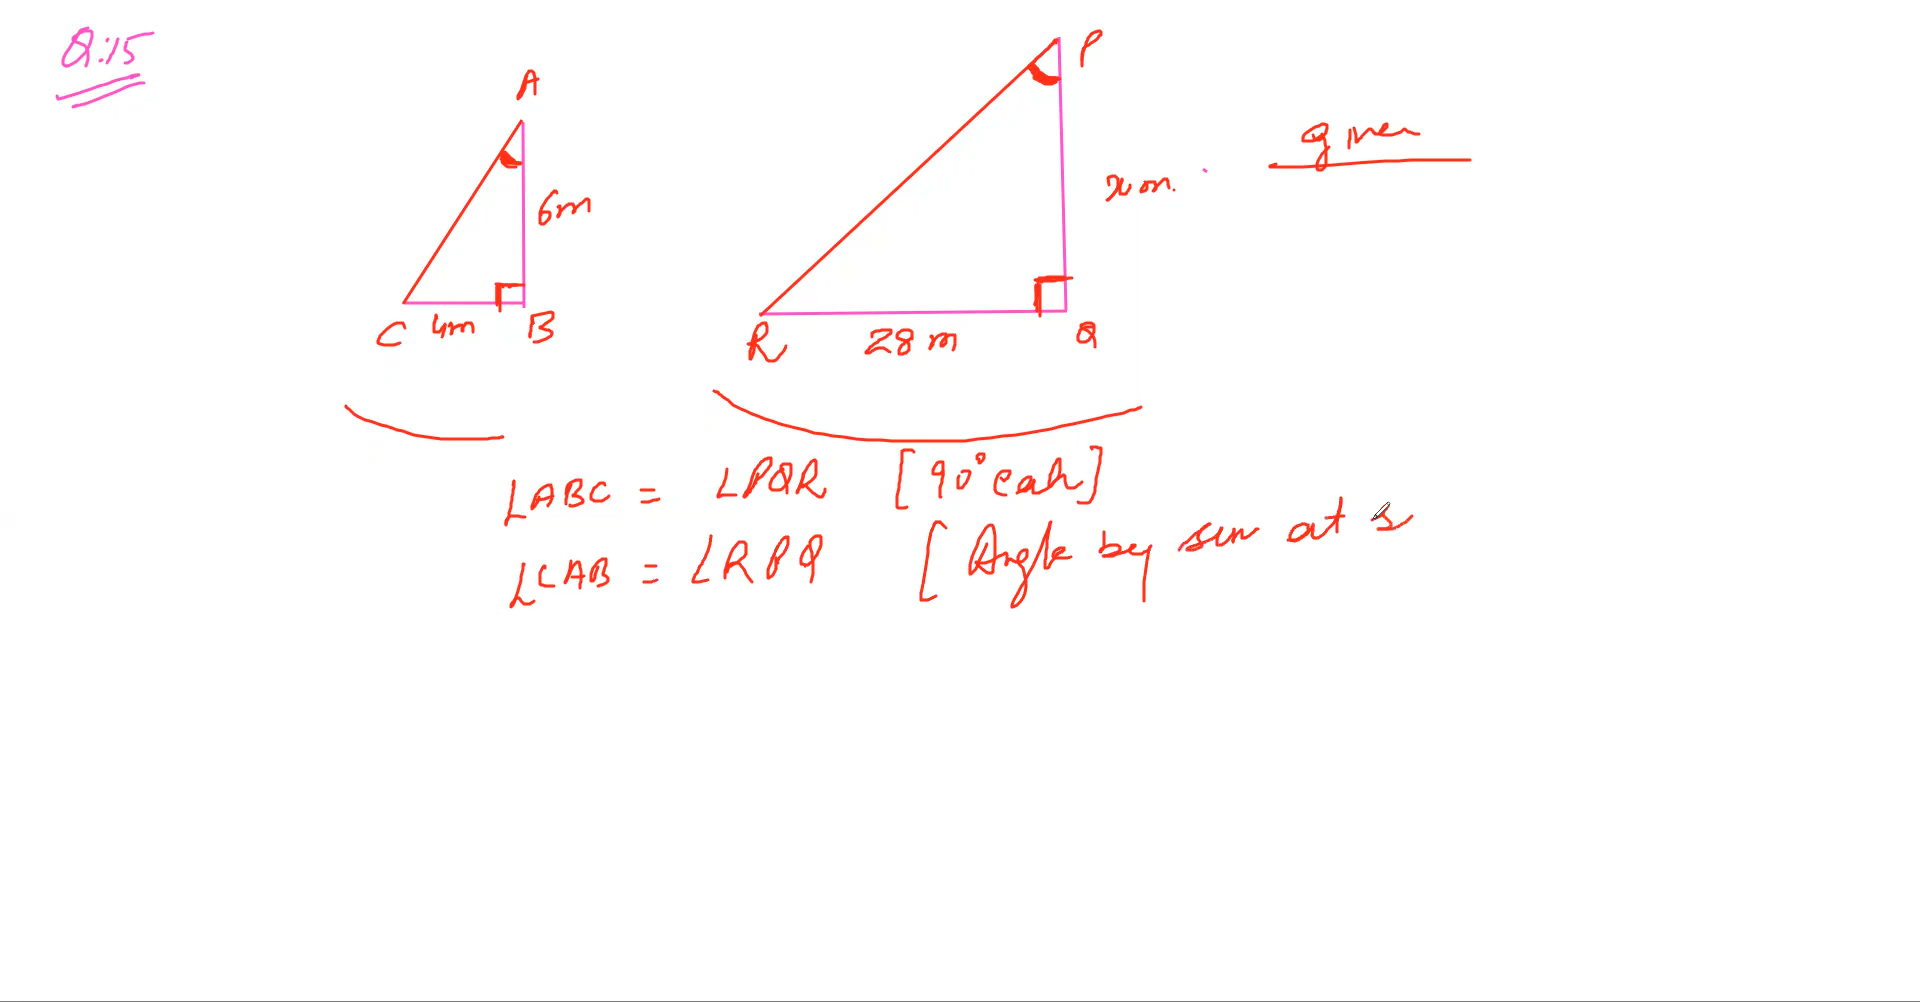 Q:15
A
P
given
6m
x m.
C 4m B
R 28 m Q
∠ABC = ∠PQR [90° each]
∠CAB = ∠RPQ [Angle by sun at s